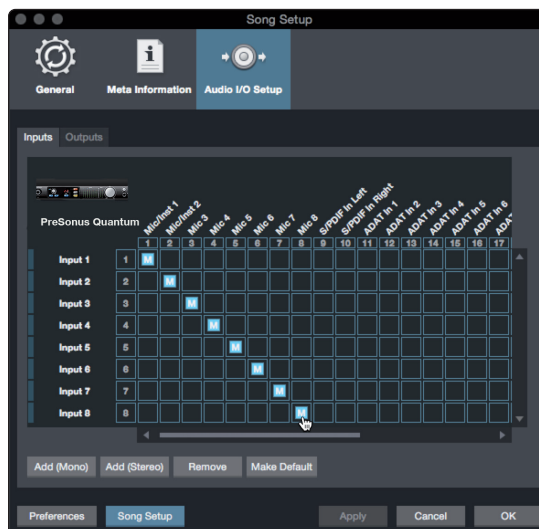 Song Setup
General
Meta Information
Audio I/O Setup
Inputs
Outputs
PreSonus Quantum
Mic/Inst 1
Mic/Inst 2
Mic 3
Mic 4
Mic 5
Mic 6
Mic 7
Mic 8
S/PDIF In Left
S/PDIF In Right
ADAT In 1
ADAT In 2
ADAT In 3
ADAT In 4
ADAT In 5
ADAT In 6
ADAT
1 2 3 4 5 6 7 8 9 10 11 12 13 14 15 16 17
Input 1 1 M
Input 2 2 M
Input 3 3 M
Input 4 4 M
Input 5 5 M
Input 6 6 M
Input 7 7 M
Input 8 8 M
Add (Mono) Add (Stereo) Remove Make Default
Preferences Song Setup Apply Cancel OK